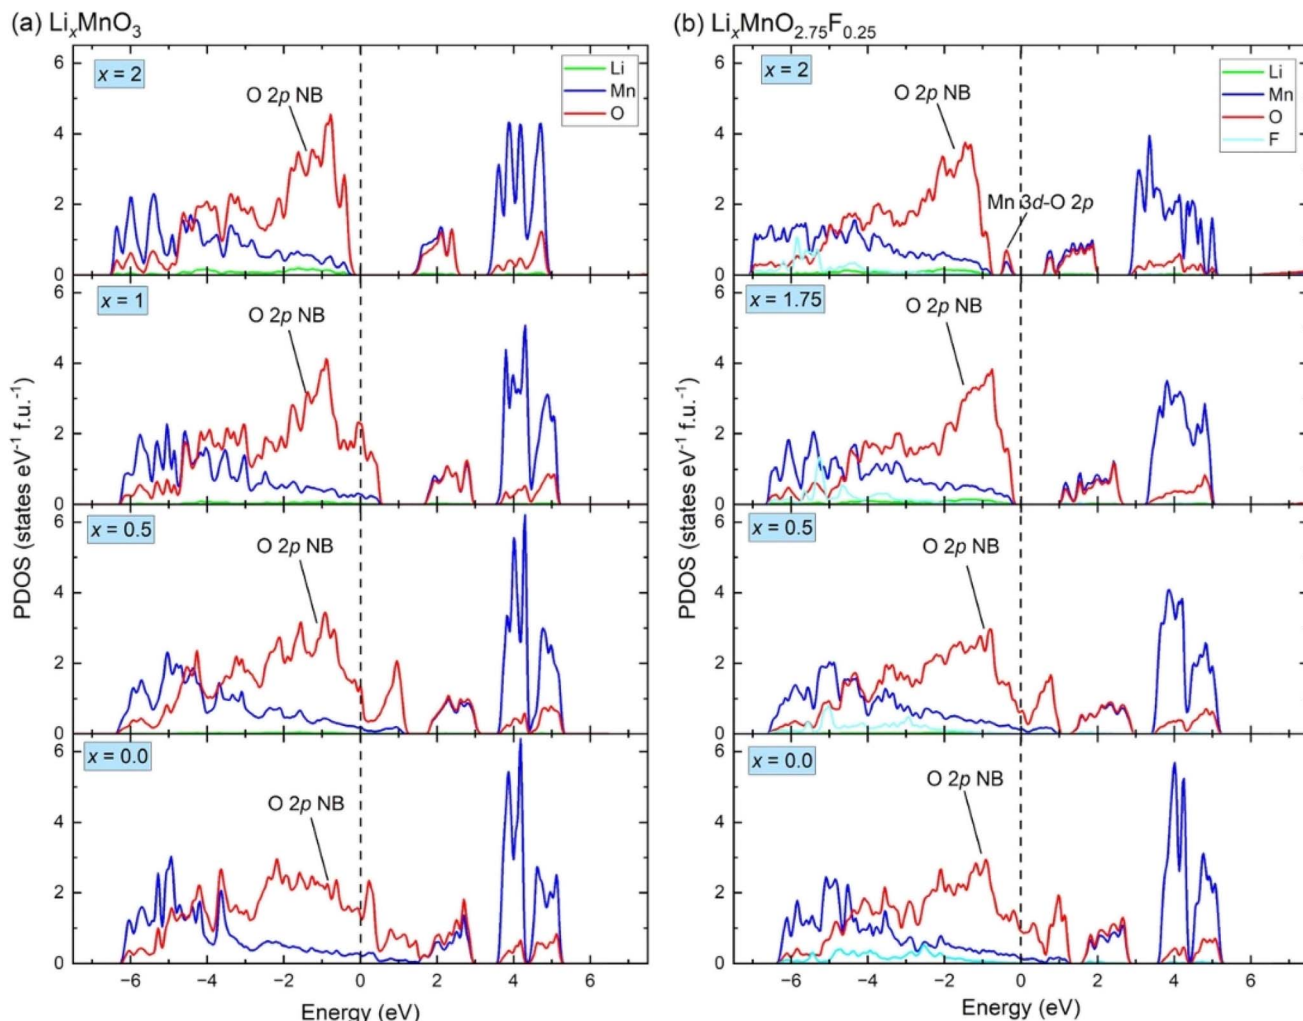 (a) LiₓMnO₃
x = 2
O 2p NB
Li
Mn
O
x = 1
O 2p NB
x = 0.5
O 2p NB
x = 0.0
O 2p NB
6
4
2
0
6
4
2
0
6
4
2
0
6
4
2
0
PDOS (states eV⁻¹ f.u.⁻¹)
−6 −4 −2 0 2 4 6
Energy (eV)
(b) LiₓMnO₂.₇₅F₀.₂₅
x = 2
O 2p NB
Mn 3d-O 2p
Li
Mn
O
F
x = 1.75
O 2p NB
x = 0.5
O 2p NB
x = 0.0
O 2p NB
6
4
2
0
6
4
2
0
6
4
2
0
6
4
2
0
PDOS (states eV⁻¹ f.u.⁻¹)
−6 −4 −2 0 2 4 6
Energy (eV)